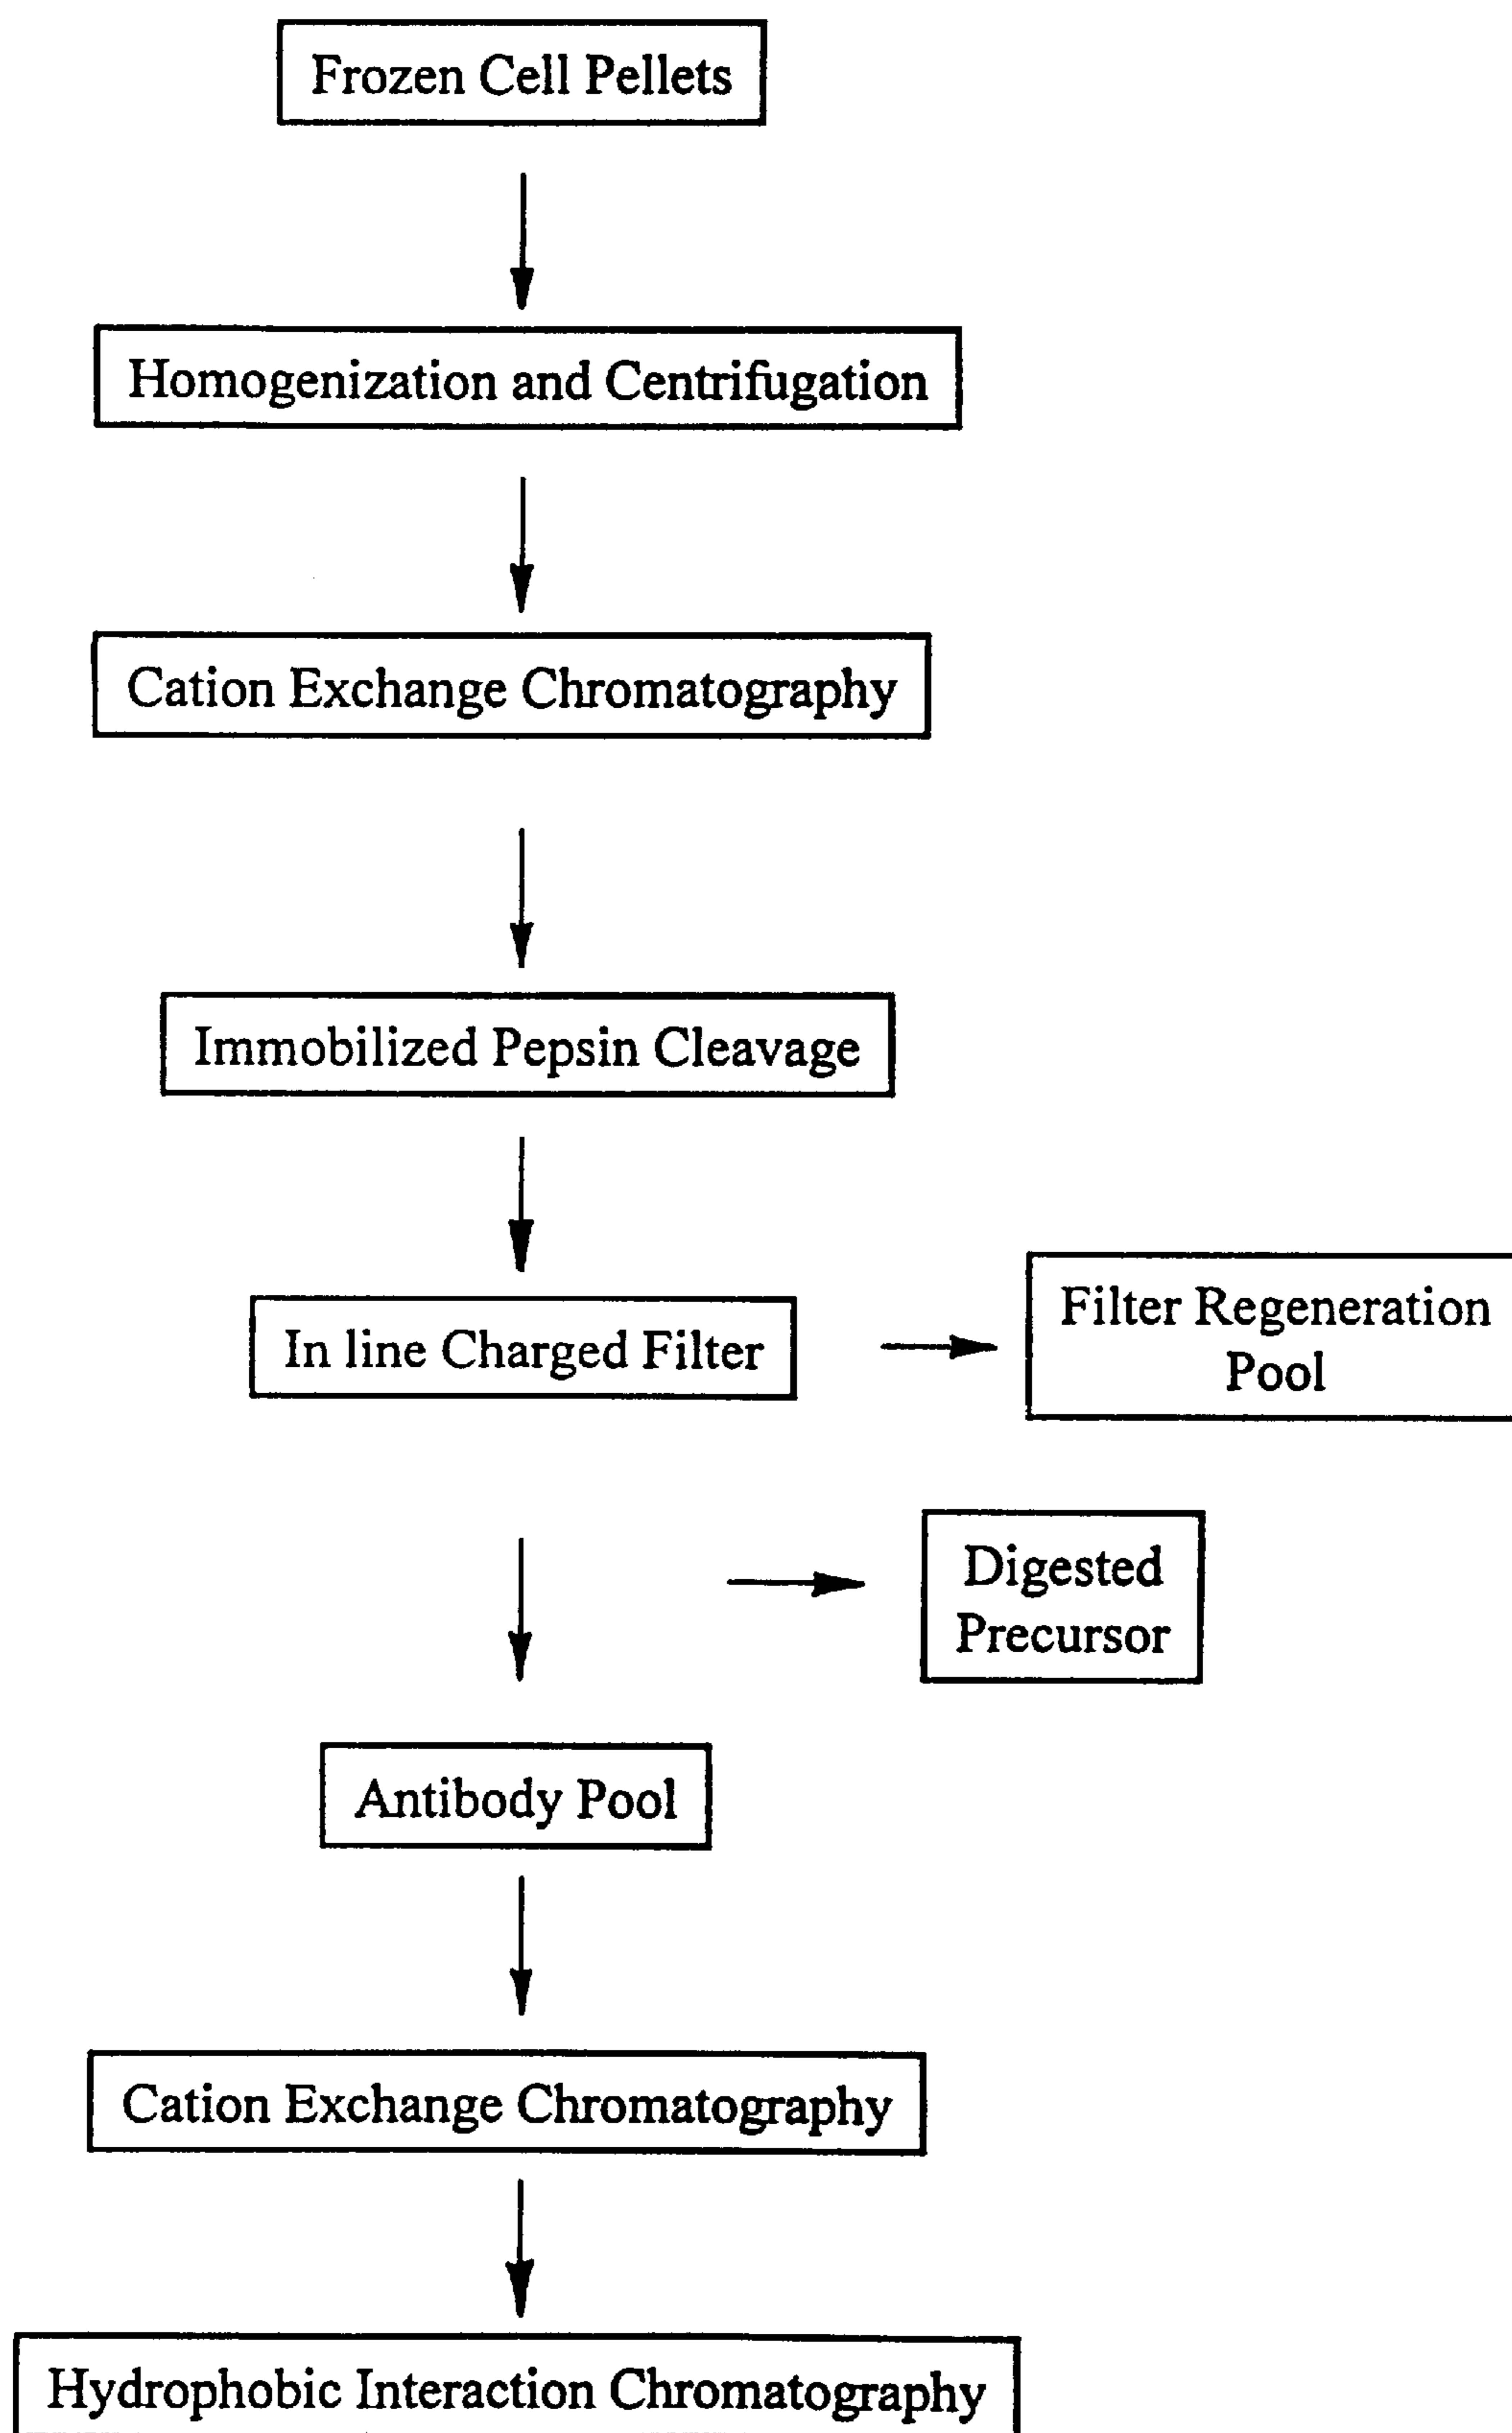 Frozen Cell Pellets
Homogenization and Centrifugation
Cation Exchange Chromatography
Immobilized Pepsin Cleavage
In line Charged Filter
Filter Regeneration
Pool
Digested
Precursor
Antibody Pool
Cation Exchange Chromatography
Hydrophobic Interaction Chromatography